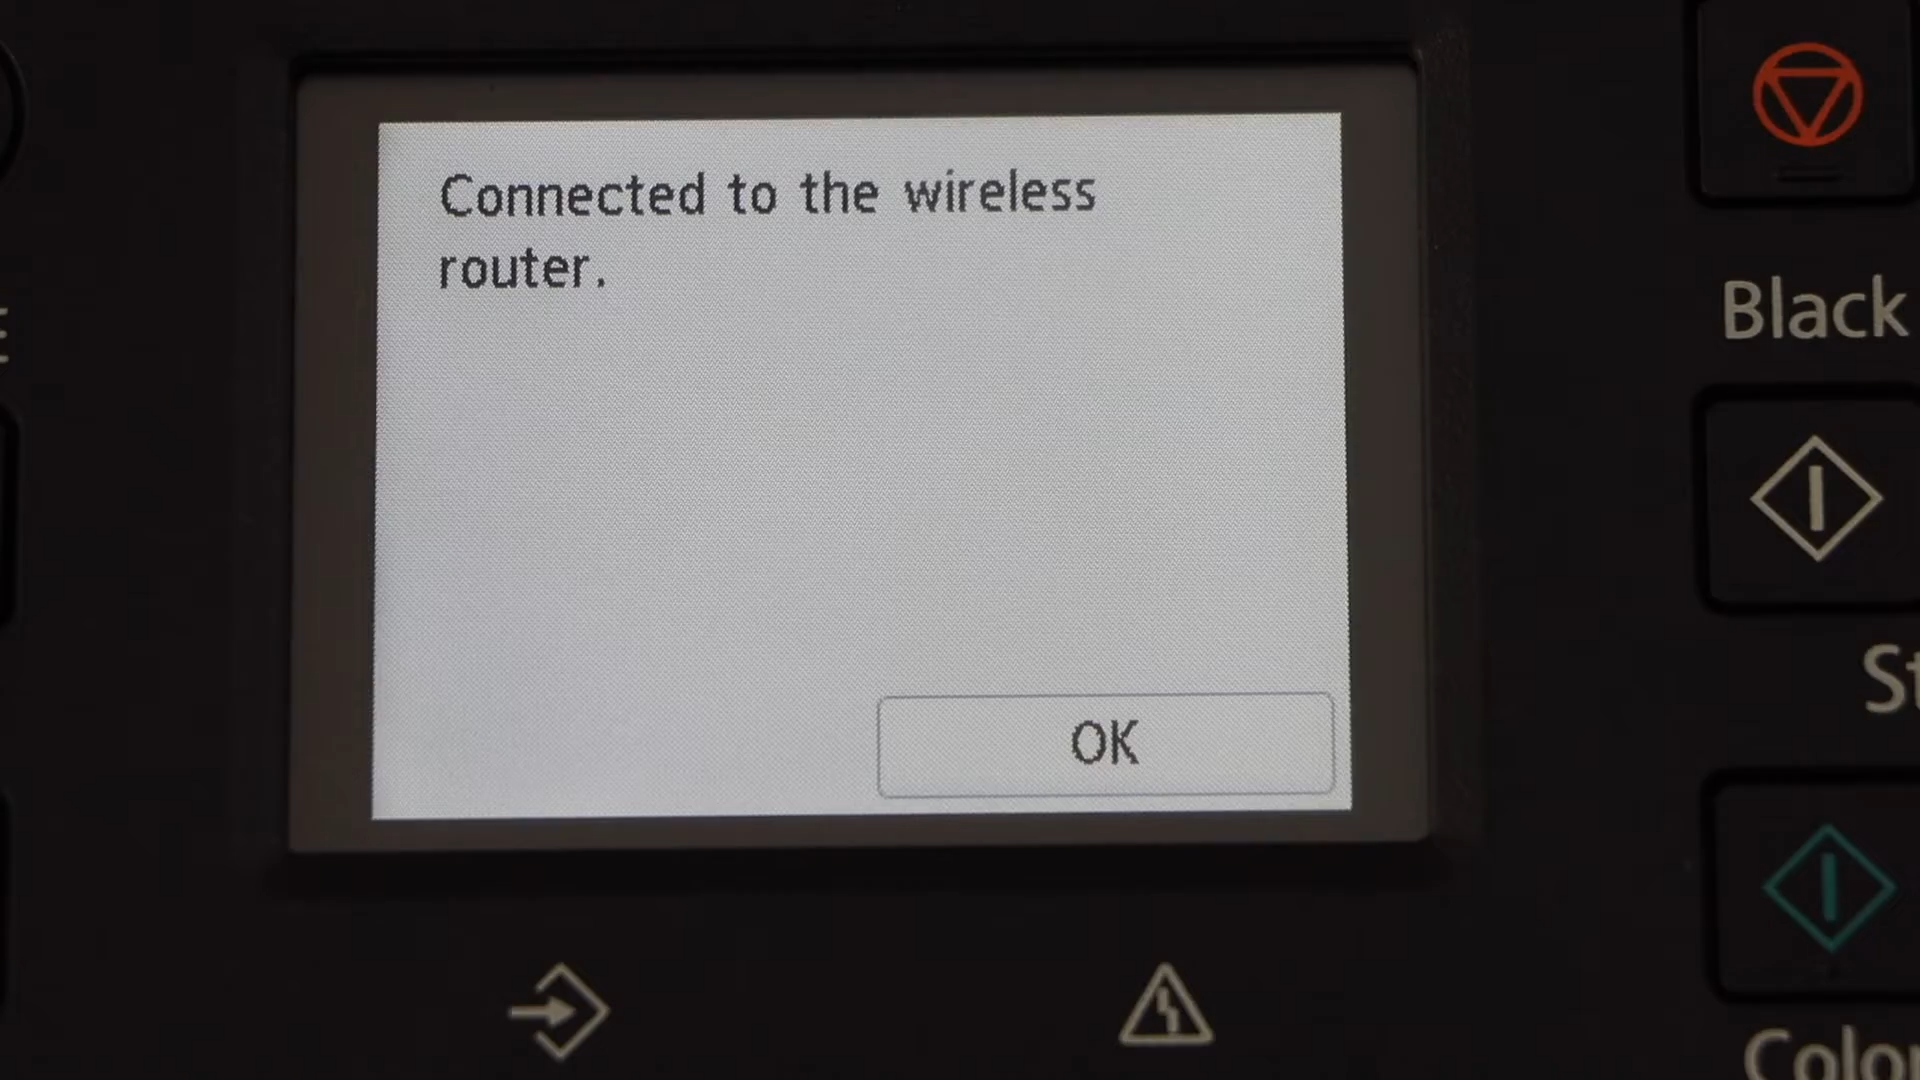 Connected to the wireless
router.
OK
Black